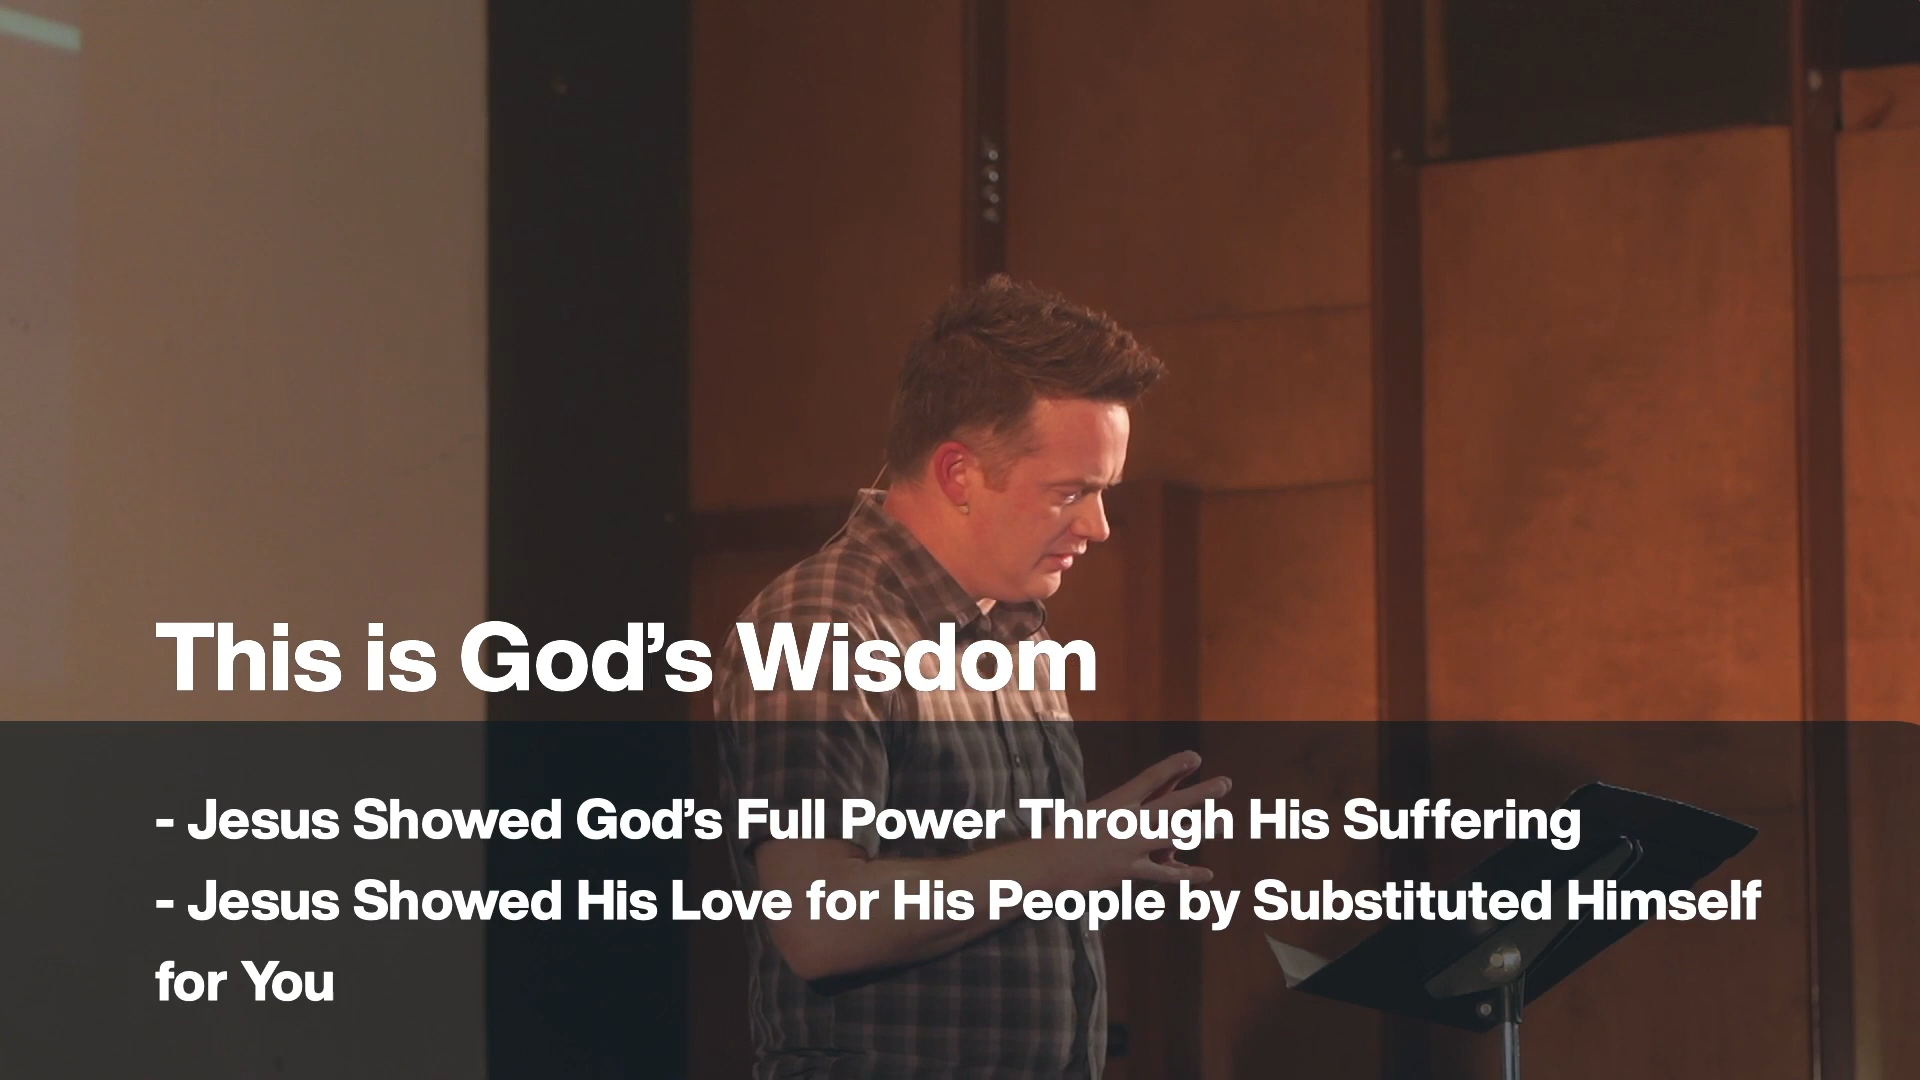 This is God’s Wisdom
- Jesus Showed God’s Full Power Through His Suffering
- Jesus Showed His Love for His People by Substituted Himself
for You